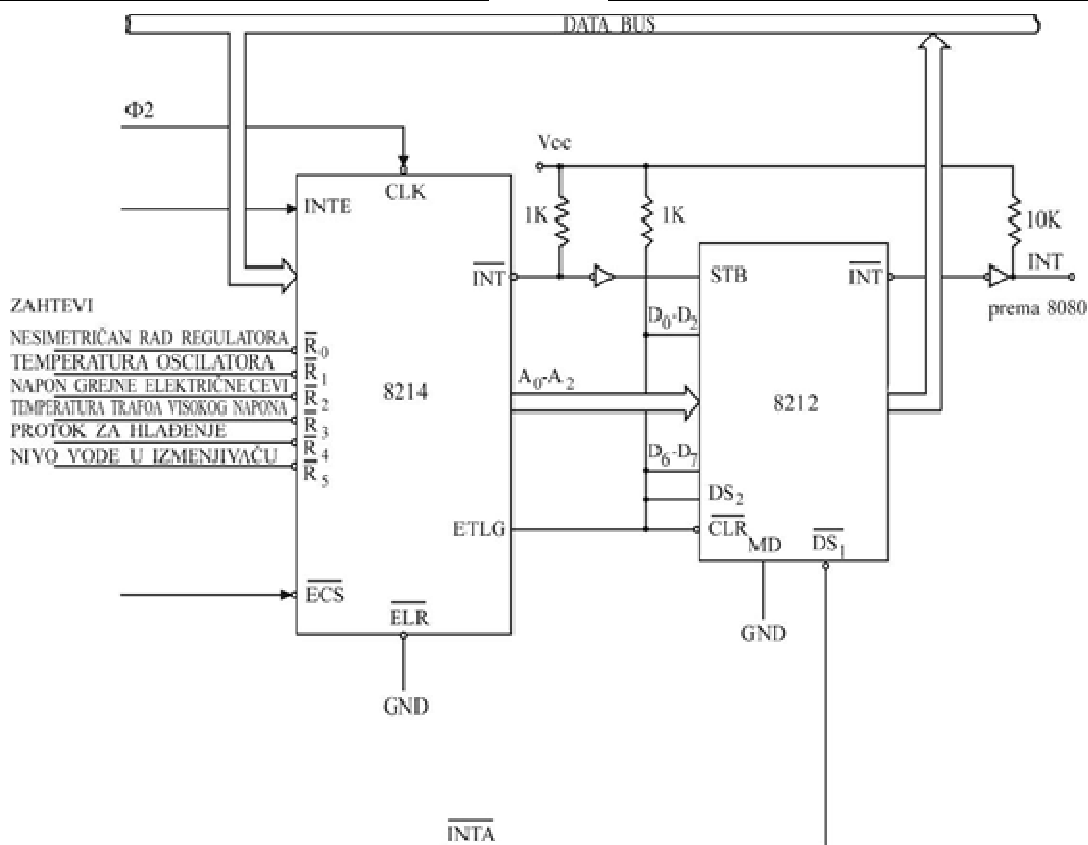 DATA BUS
Φ2
Vcc
CLK
INTE
1K
1K
10K
INT
STB
INT
INT
prema 8080
ZAHTEVI
NESIMETRIČAN RAD REGULATORA
R0
D0-D2
TEMPERATURA OSCILATORA
R1
NAPON GREJNE ELEKTRIČNE CEVI
R2
8214
A0-A2
8212
TEMPERATURA TRAFOA VISOKOG NAPONA
R3
PROTOK ZA HLAĐENJE
R4
NIVO VODE U IZMENJIVAČU
R5
D6-D7
DS2
ETLG
CLR
MD
DS1
ECS
ELR
GND
GND
INTA